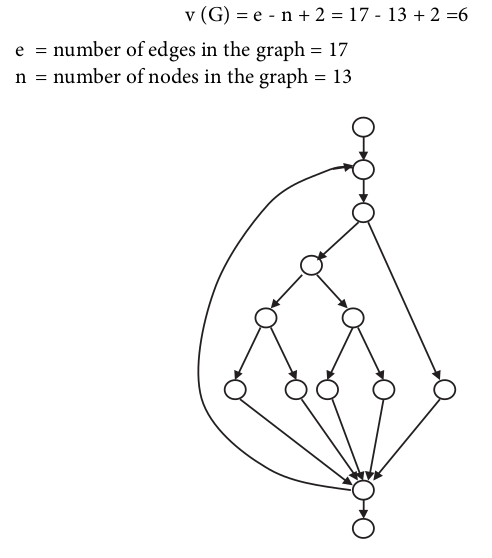 v (G) = e - n + 2 = 17 - 13 + 2 =6
e = number of edges in the graph = 17
n = number of nodes in the graph = 13